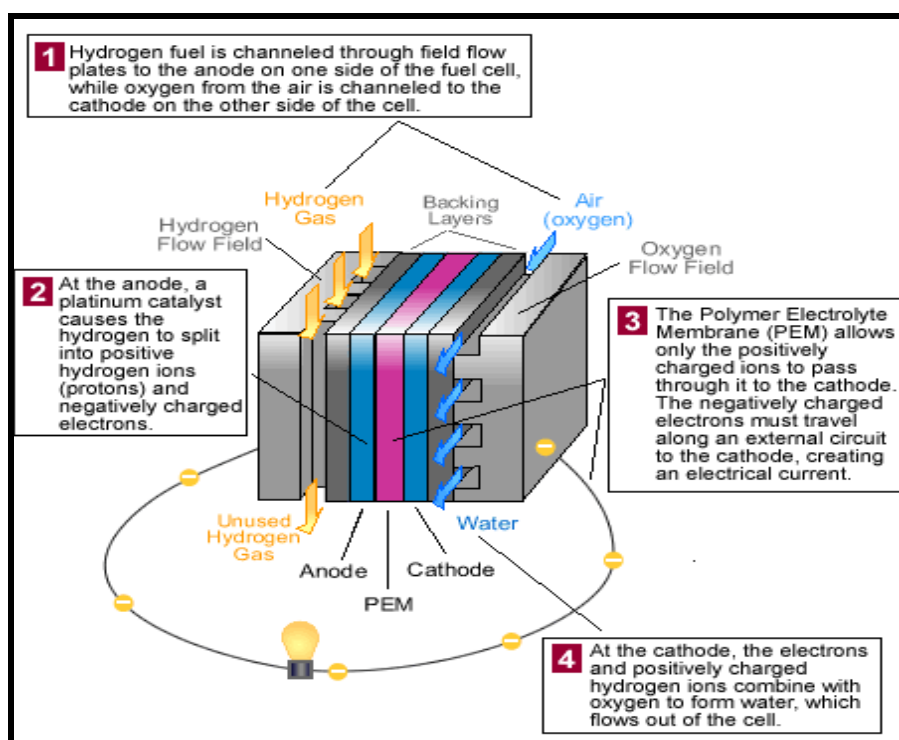 1 Hydrogen fuel is channeled through field flow
plates to the anode on one side of the fuel cell,
while oxygen from the air is channeled to the
cathode on the other side of the cell.
Hydrogen
Gas
Backing
Layers
Air
(oxygen)
Hydrogen
Flow Field
Oxygen
Flow Field
2 At the anode, a
platinum catalyst
causes the
hydrogen to split
into positive
hydrogen ions
(protons) and
negatively charged
electrons.
3 The Polymer Electrolyte
Membrane (PEM) allows
only the positively
charged ions to pass
through it to the cathode.
The negatively charged
electrons must travel
along an external circuit
to the cathode, creating
an electrical current.
Unused
Hydrogen
Gas
Water
Anode
Cathode
PEM
4 At the cathode, the electrons
and positively charged
hydrogen ions combine with
oxygen to form water, which
flows out of the cell.